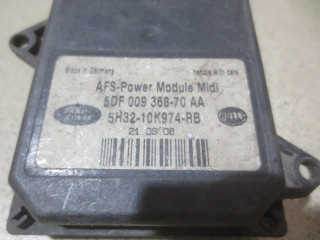 Made in Germany
handle with care
AFS-Power Module Midi
5DF 009 368-70 AA
5H32-10K974-RB
21.09.08